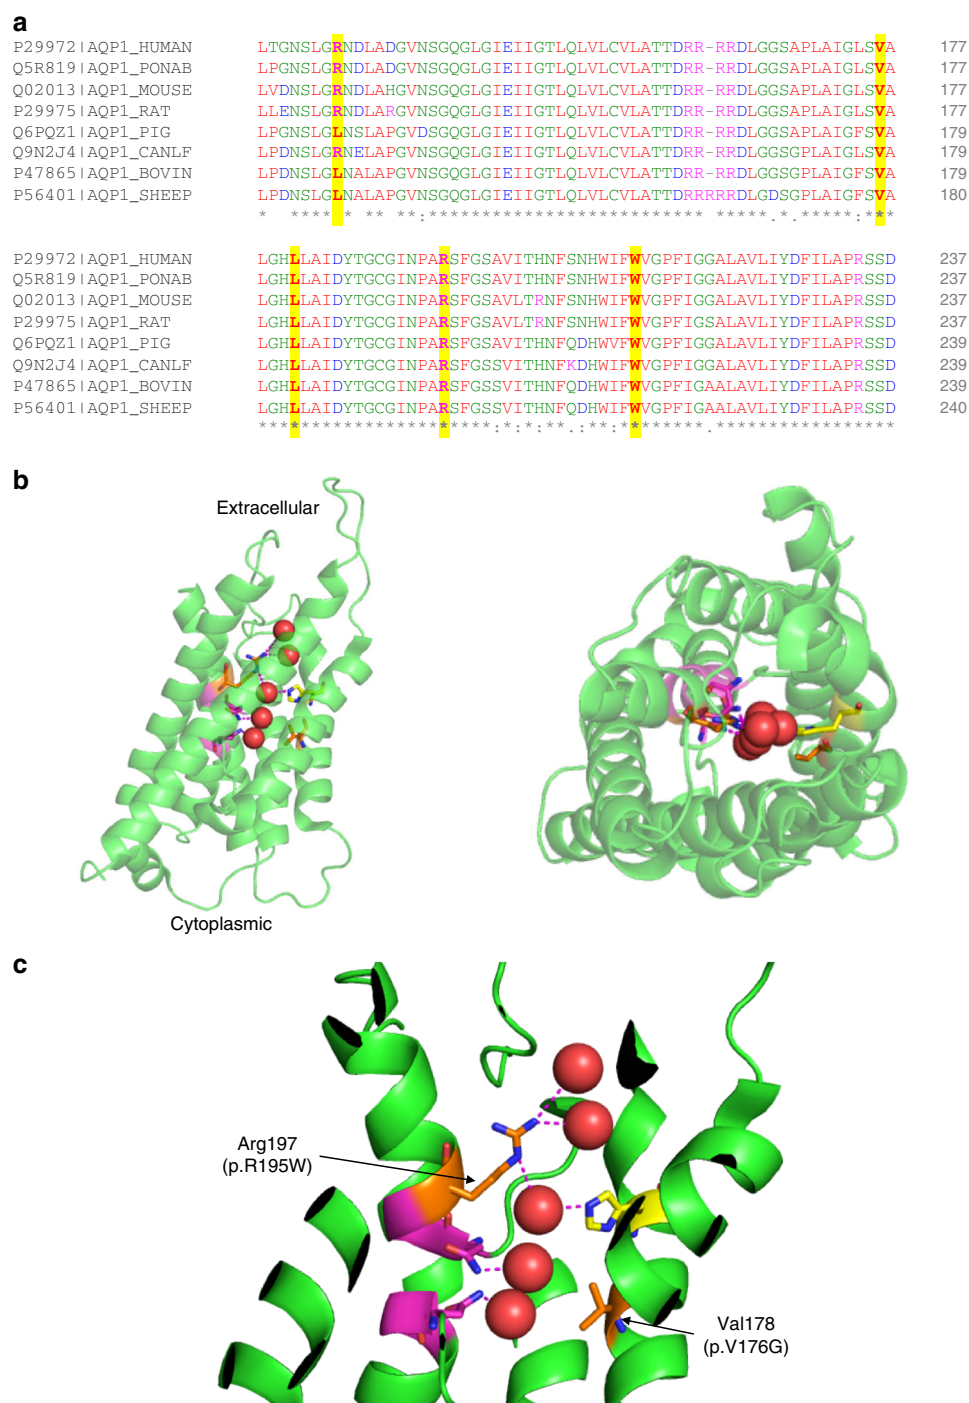 a
P29972|AQP1_HUMAN LTGNSLGRNDLADGVNSGQGLGIEIIGTLQLVLCVLATTDRR-RRDLGGSAPLAIGLSVA 177
Q5R819|AQP1_PONAB LPGNSLGRNDLADGVNSGQGLGIEIIGTLQLVLCVLATTDRR-RRDLGGSAPLAIGLSVA 177
Q02013|AQP1_MOUSE LVDNSLGRNDLAHGVNSGQGLGIEIIGTLQLVLCVLATTDRR-RRDLGGSAPLAIGLSVA 177
P29975|AQP1_RAT LLENSLGRNDLARGVNSGQGLGIEIIGTLQLVLCVLATTDRR-RRDLGGSAPLAIGLSVA 177
Q6PQZ1|AQP1_PIG LPGNSLGLNSLAPGVDSGQGLGIEIIGTLQLVLCVLATTDRR-RRDLGGSAPLAIGFSVA 179
Q9N2J4|AQP1_CANLF LPDNSLGRNELAPGVNSGQGLGIEIIGTLQLVLCVLATTDRR-RRDLGGSGPLAIGLSVA 179
P47865|AQP1_BOVIN LPDNSLGLNALAPGVNSGQGLGIEIIGTLQLVLCVLATTDRR-RRDLGGSGPLAIGFSVA 179
P56401|AQP1_SHEEP LPDNSLGLNALAPGVNSGQGLGIEIIGTLQLVLCVLATTDRRRRDLGDSGPLAIGFSVA 180
* **** * ** **:************************** ****.*.*****:***
P29972|AQP1_HUMAN LGHLLAIDYTGCGINPARSFGSAVITHNFSNHWIFWVGPFIGGALAVLIYDFILAPRSSD 237
Q5R819|AQP1_PONAB LGHLLAIDYTGCGINPARSFGSAVITHNFSNHWIFWVGPFIGGALAVLIYDFILAPRSSD 237
Q02013|AQP1_MOUSE LGHLLAIDYTGCGINPARSFGSAVLTRNFSNHWIFWVGPFIGGALAVLIYDFILAPRSSD 237
P29975|AQP1_RAT LGHLLAIDYTGCGINPARSFGSAVLTRNFSNHWIFWVGPFIGSALAVLIYDFILAPRSSD 237
Q6PQZ1|AQP1_PIG LGHLLAIDYTGCGINPARSFGSAVITHNFQDHWVFWVGPFIGGALAVLIYDFILAPRSSD 239
Q9N2J4|AQP1_CANLF LGHLLAIDYTGCGINPARSFGSSVITHNFKDHWIFWVGPFIGGALAVLIYDFILAPRSSD 239
P47865|AQP1_BOVIN LGHLLAIDYTGCGINPARSFGSSVITHNFQDHWIFWVGPFIGGALAVLIYDFILAPRSSD 239
P56401|AQP1_SHEEP LGHLLAIDYTGCGINPARSFGSSVITHNFQDHWIFWVGPFIGAALAVLIYDFILAPRSSD 240
**********************:*:*:**.:**:********.*****************
b
Extracellular
Cytoplasmic
c
Arg197
(p.R195W)
Val178
(p.V176G)